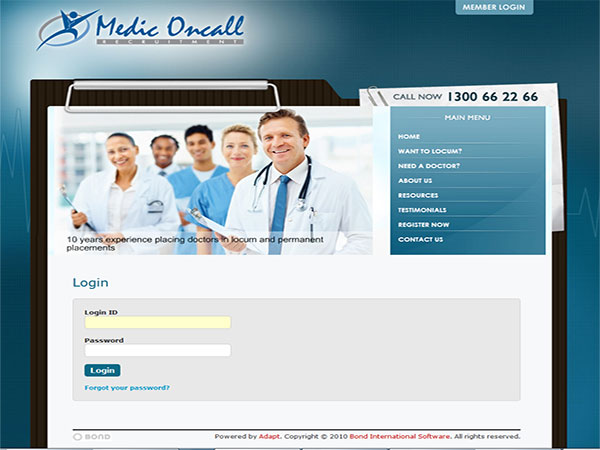 MEMBER LOGIN
Medic Oncall
RECRUITMENT
CALL NOW 1300 66 22 66
MAIN MENU
HOME
WANT TO LOCUM?
NEED A DOCTOR?
ABOUT US
RESOURCES
TESTIMONIALS
REGISTER NOW
CONTACT US
10 years experience placing doctors in locum and permanent
placements
Login
Login ID
Password
Login
Forgot your password?
BOND
Powered by Adapt. Copyright © 2010 Bond International Software. All rights reserved.